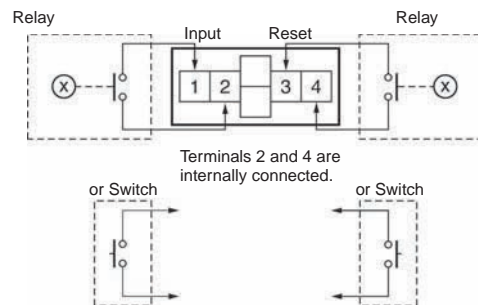 Relay
Relay
Input
Reset
X
1
2
3
4
X
Terminals 2 and 4 are
internally connected.
or Switch
or Switch